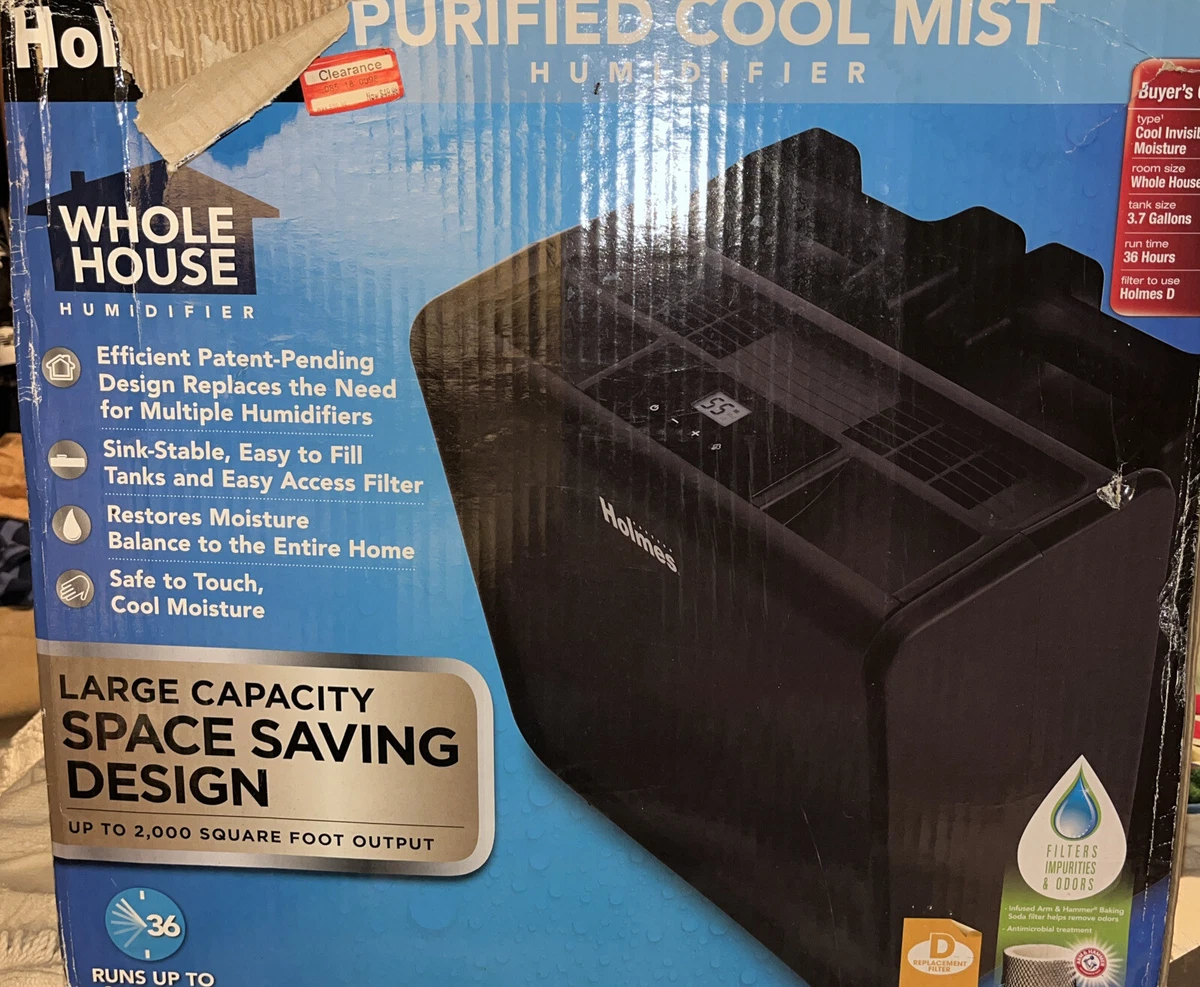 Hol
PURIFIED COOL MIST
HUMIDIFIER
Clearance
Buyer's
type¹
Cool Invisi
Moisture
room size
Whole House
tank size
3.7 Gallons
run time
36 Hours
filter to use
Holmes D
WHOLE
HOUSE
HUMIDIFIER
Efficient Patent-Pending
Design Replaces the Need
for Multiple Humidifiers
Sink-Stable, Easy to Fill
Tanks and Easy Access Filter
Restores Moisture
Balance to the Entire Home
Safe to Touch,
Cool Moisture
55
Holmes
LARGE CAPACITY
SPACE SAVING
DESIGN
UP TO 2,000 SQUARE FOOT OUTPUT
36
RUNS UP TO
FILTERS
IMPURITIES
& ODORS
- Infused Arm & Hammer® Baking
Soda filter helps remove odors
- Antimicrobial treatment
D
REPLACEMENT
FILTER
ARM & HAMMER